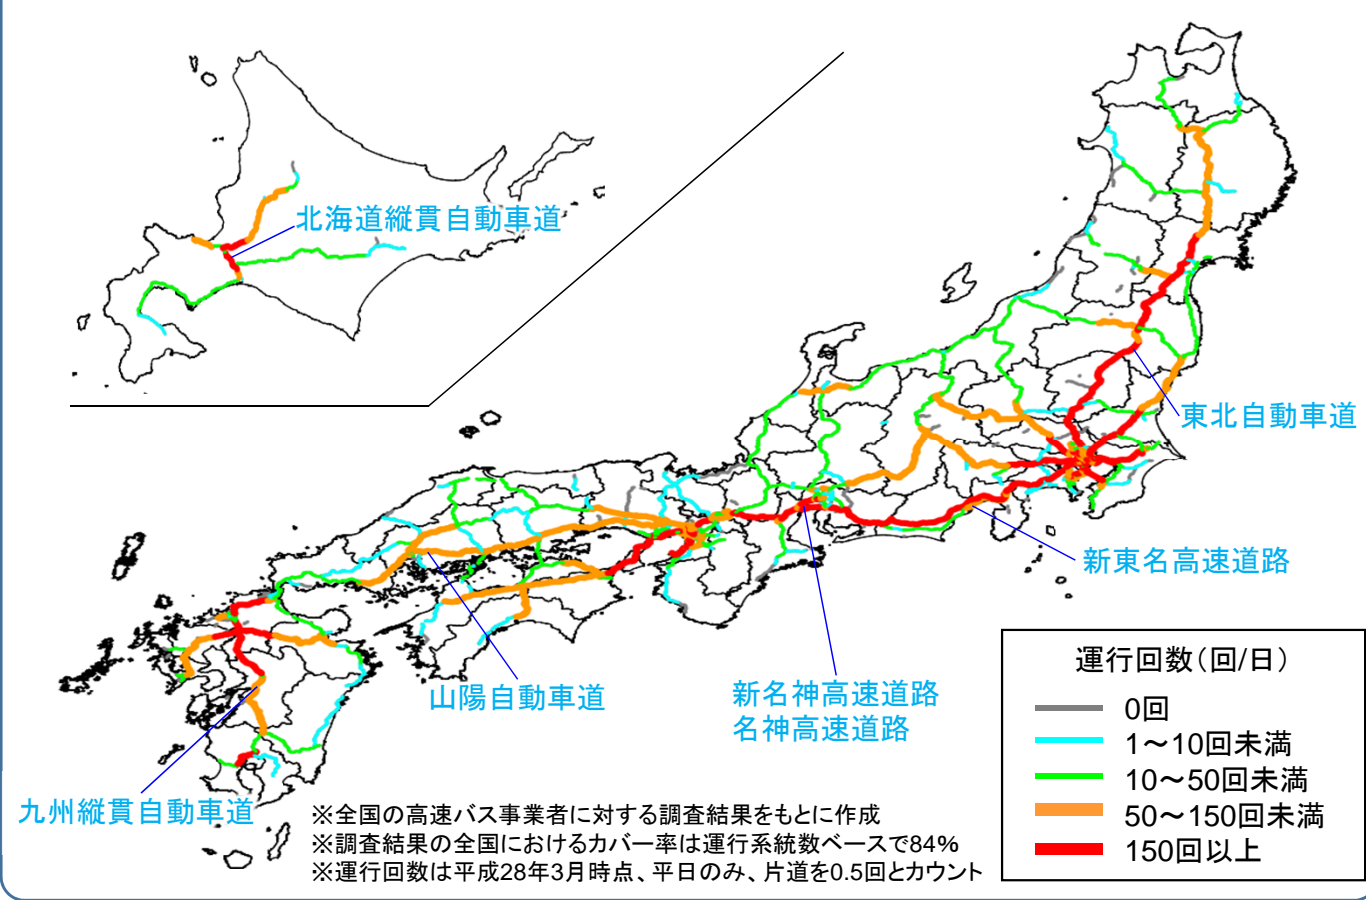 北海道縦貫自動車道
東北自動車道
新東名高速道路
山陽自動車道
新名神高速道路
名神高速道路
九州縦貫自動車道
運行回数(回/日)
0回
1~10回未満
10~50回未満
50~150回未満
150回以上
※全国の高速バス事業者に対する調査結果をもとに作成
※調査結果の全国におけるカバー率は運行系統数ベースで84%
※運行回数は平成28年3月時点、平日のみ、片道を0.5回とカウント